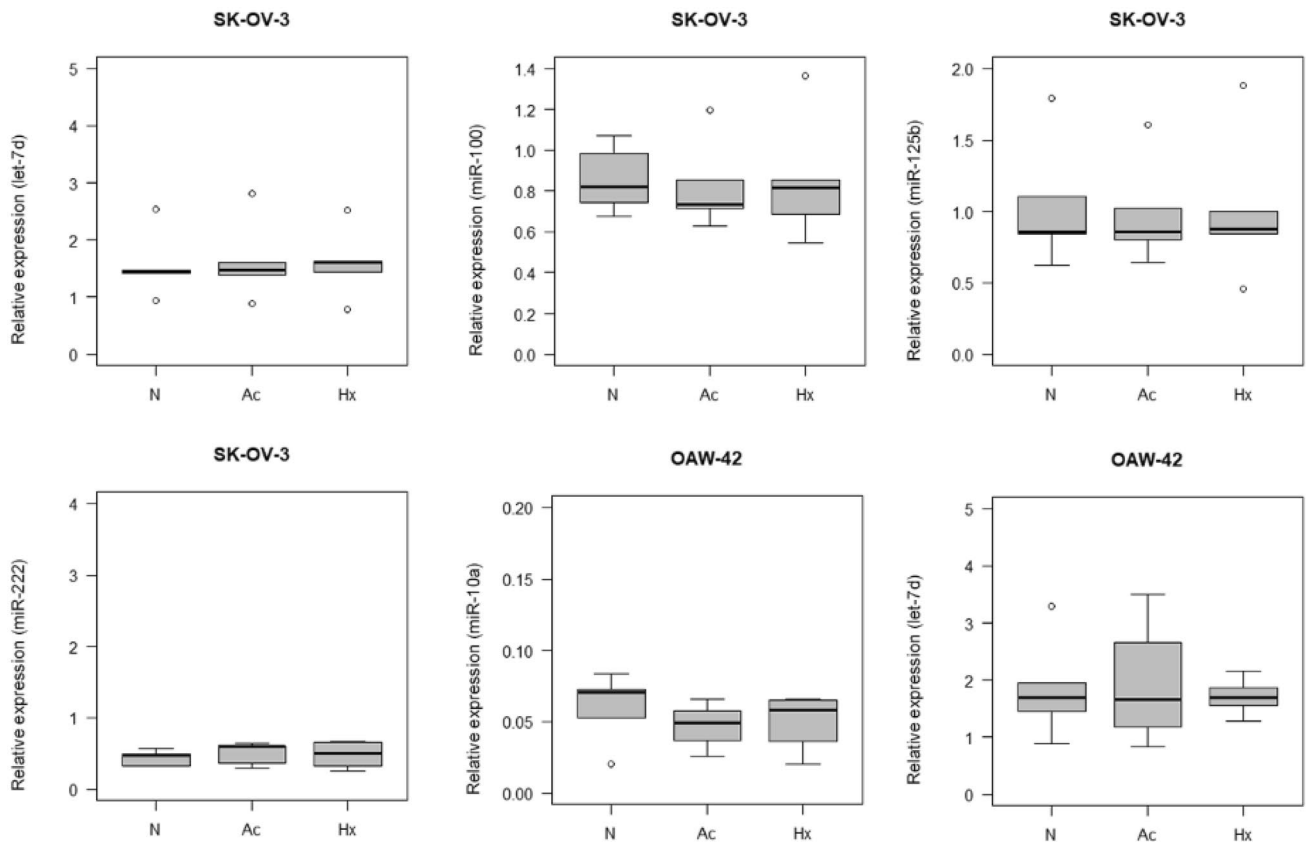 SK-OV-3
Relative expression (let-7d)
5
4
3
2
1
0
N Ac Hx
SK-OV-3
Relative expression (miR-100)
1.4
1.2
1.0
0.8
0.6
0.4
0.2
0.0
N Ac Hx
SK-OV-3
Relative expression (miR-125b)
2.0
1.5
1.0
0.5
0.0
N Ac Hx
SK-OV-3
Relative expression (miR-222)
4
3
2
1
0
N Ac Hx
OAW-42
Relative expression (miR-10a)
0.20
0.15
0.10
0.05
0.00
N Ac Hx
OAW-42
Relative expression (let-7d)
5
4
3
2
1
0
N Ac Hx